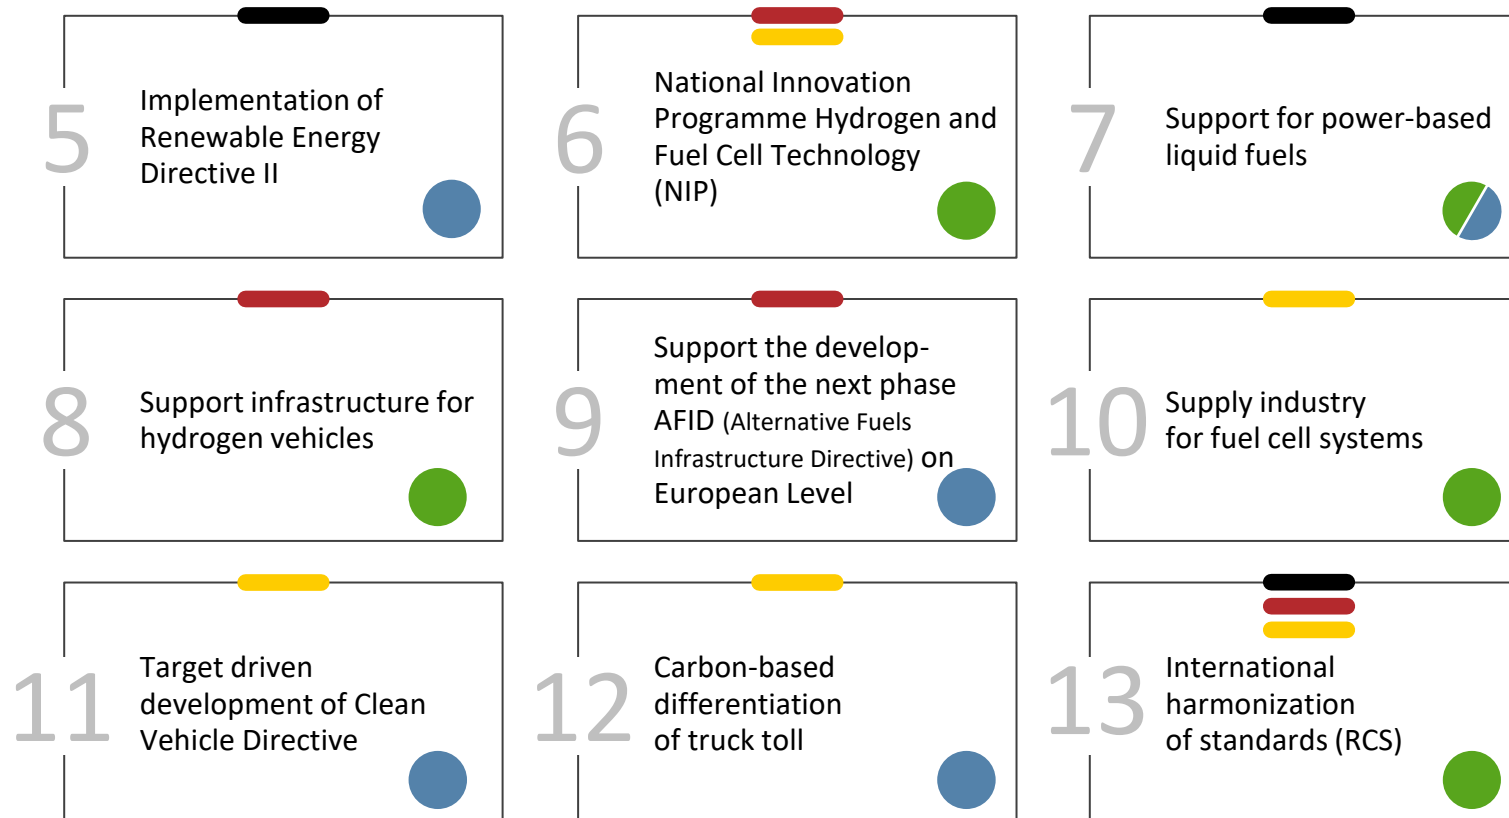 5
Implementation of
Renewable Energy
Directive II
6
National Innovation
Programme Hydrogen and
Fuel Cell Technology
(NIP)
7
Support for power-based
liquid fuels
8
Support infrastructure for
hydrogen vehicles
9
Support the develop-
ment of the next phase
AFID (Alternative Fuels
Infrastructure Directive) on
European Level
10
Supply industry
for fuel cell systems
11
Target driven
development of Clean
Vehicle Directive
12
Carbon-based
differentiation
of truck toll
13
International
harmonization
of standards (RCS)